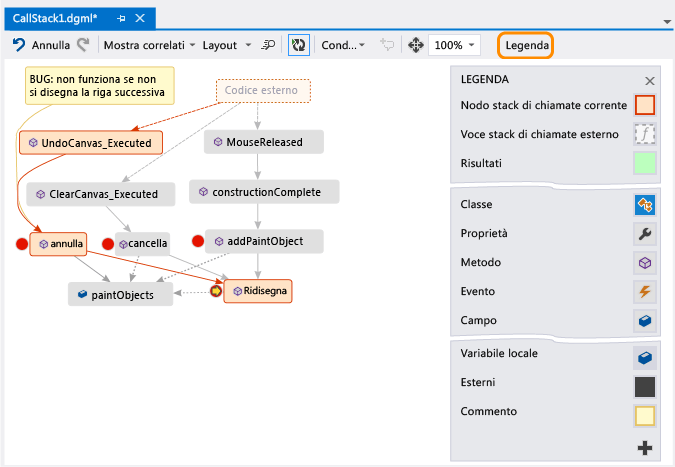 CallStack1.dgml*
Annulla Mostra correlati Layout Cond... 100% Legenda
BUG: non funziona se non
si disegna la riga successiva
Codice esterno
UndoCanvas_Executed
MouseReleased
ClearCanvas_Executed
constructionComplete
annulla
cancella
addPaintObject
paintObjects
Ridisegna
LEGENDA
Nodo stack di chiamate corrente
Voce stack di chiamate esterno
Risultati
Classe
Proprietà
Metodo
Evento
Campo
Variabile locale
Esterni
Commento